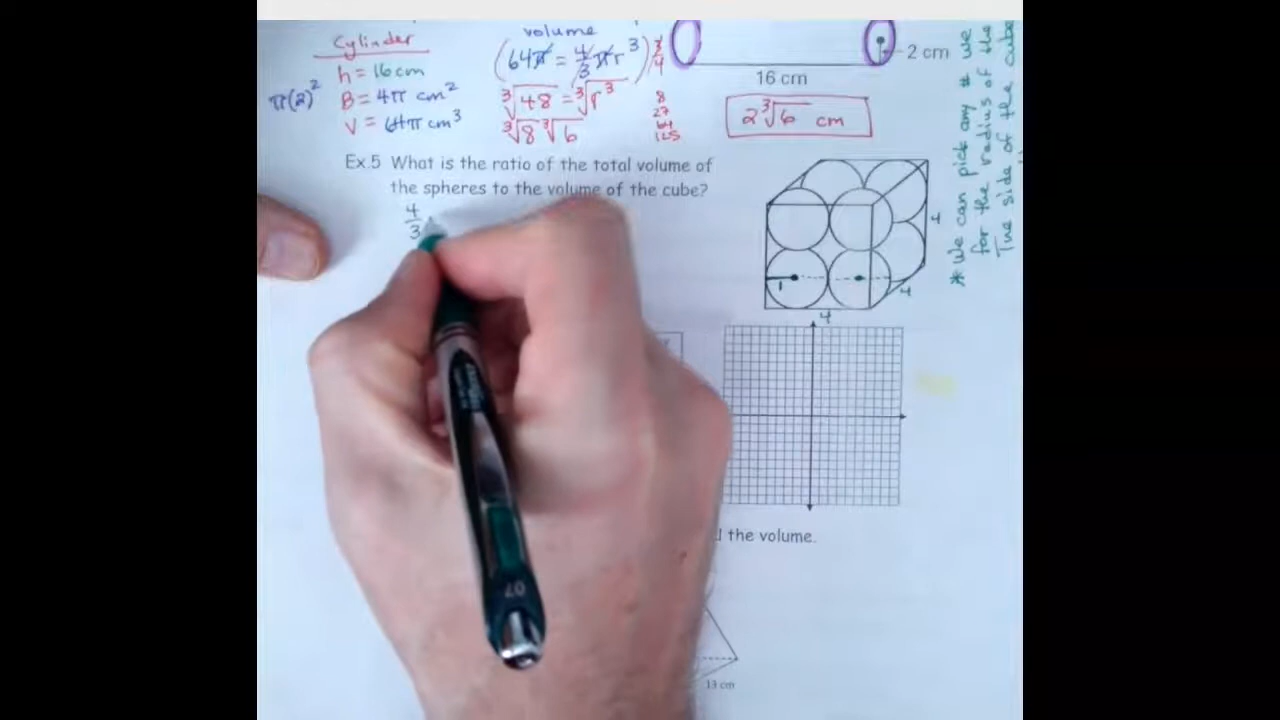 Cylinder
h = 16 cm
π(2)² B = 4π cm²
V = 64π cm³
volume
(64π = 4/3 πr³) 3/4
∛48 = ∛r³
∛8 ∛6
8
27
64
125
2 cm
16 cm
2∛6 cm
Ex.5 What is the ratio of the total volume of
the spheres to the volume of the cube?
4
3
1
4
4
4
* We can pick any # we
for the radius of the
The side of the cube
the volume.
13 cm
07